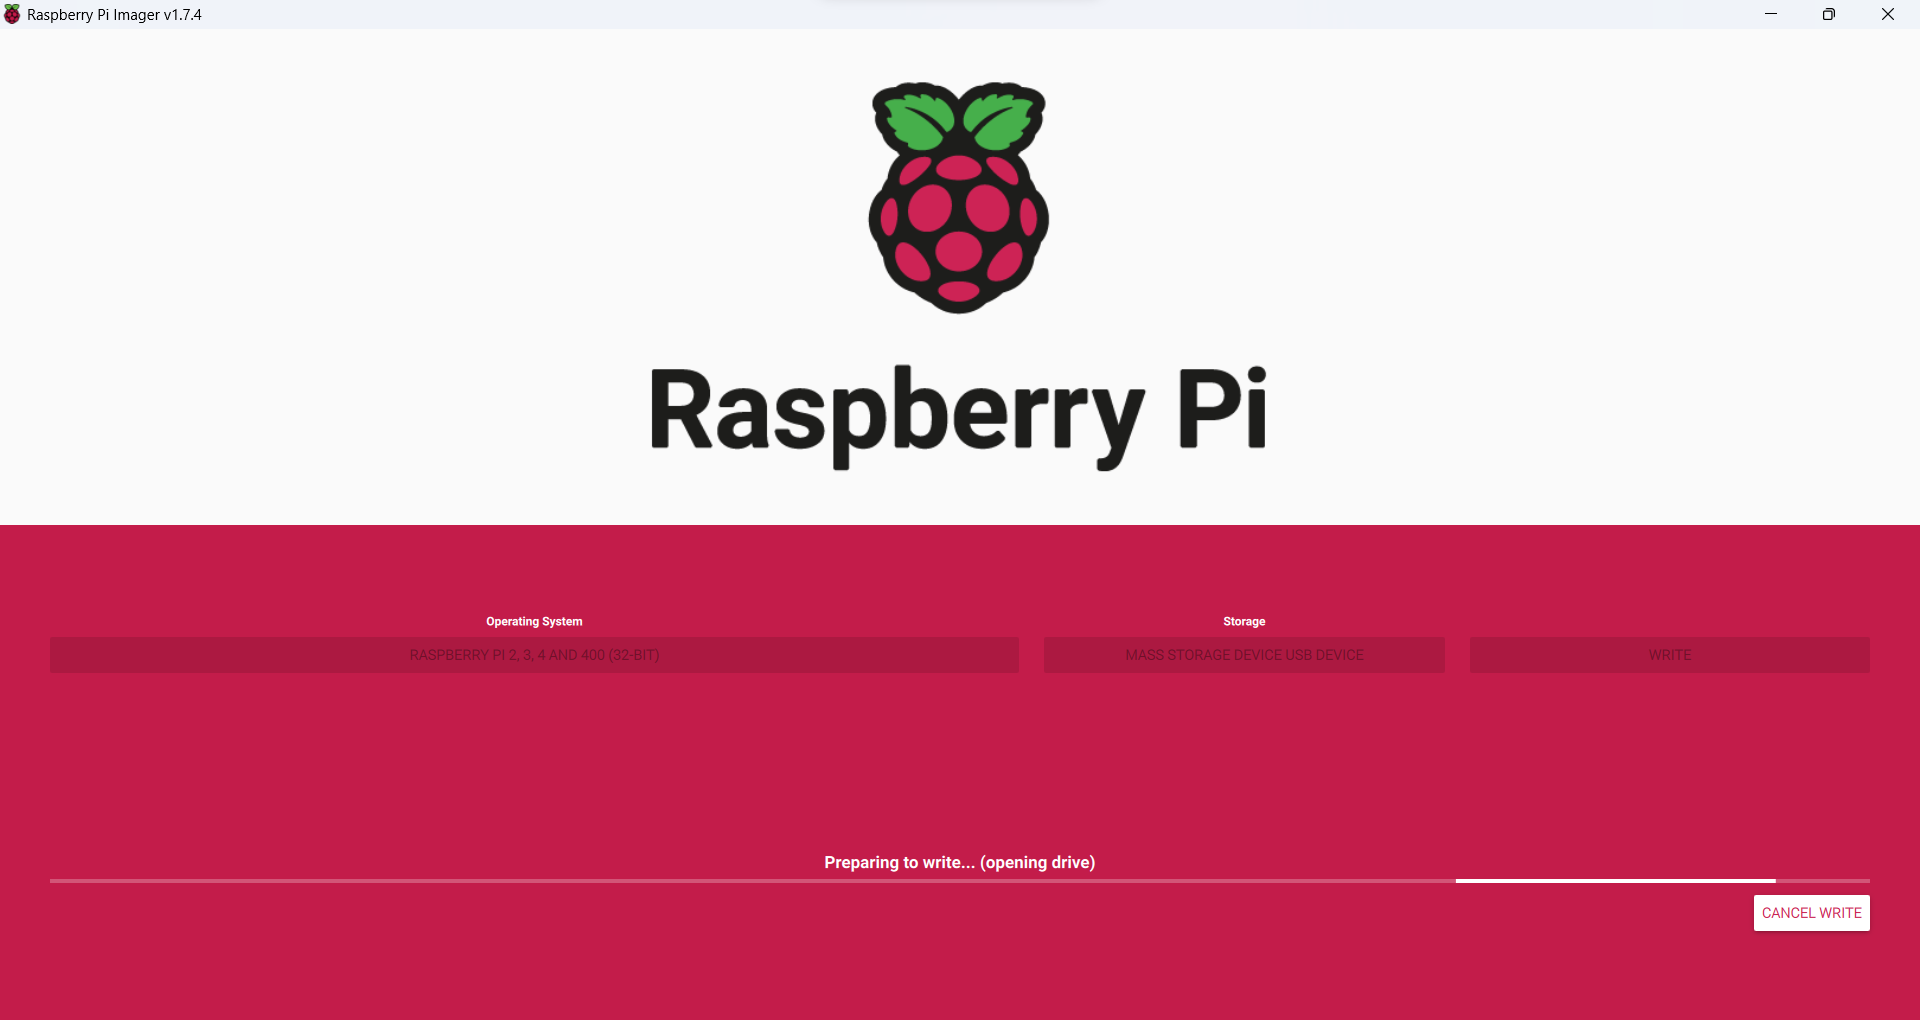 Raspberry Pi Imager v1.7.4
Raspberry Pi
Operating System
Storage
RASPBERRY PI 2, 3, 4 AND 400 (32-BIT)
MASS STORAGE DEVICE USB DEVICE
WRITE
Preparing to write... (opening drive)
CANCEL WRITE